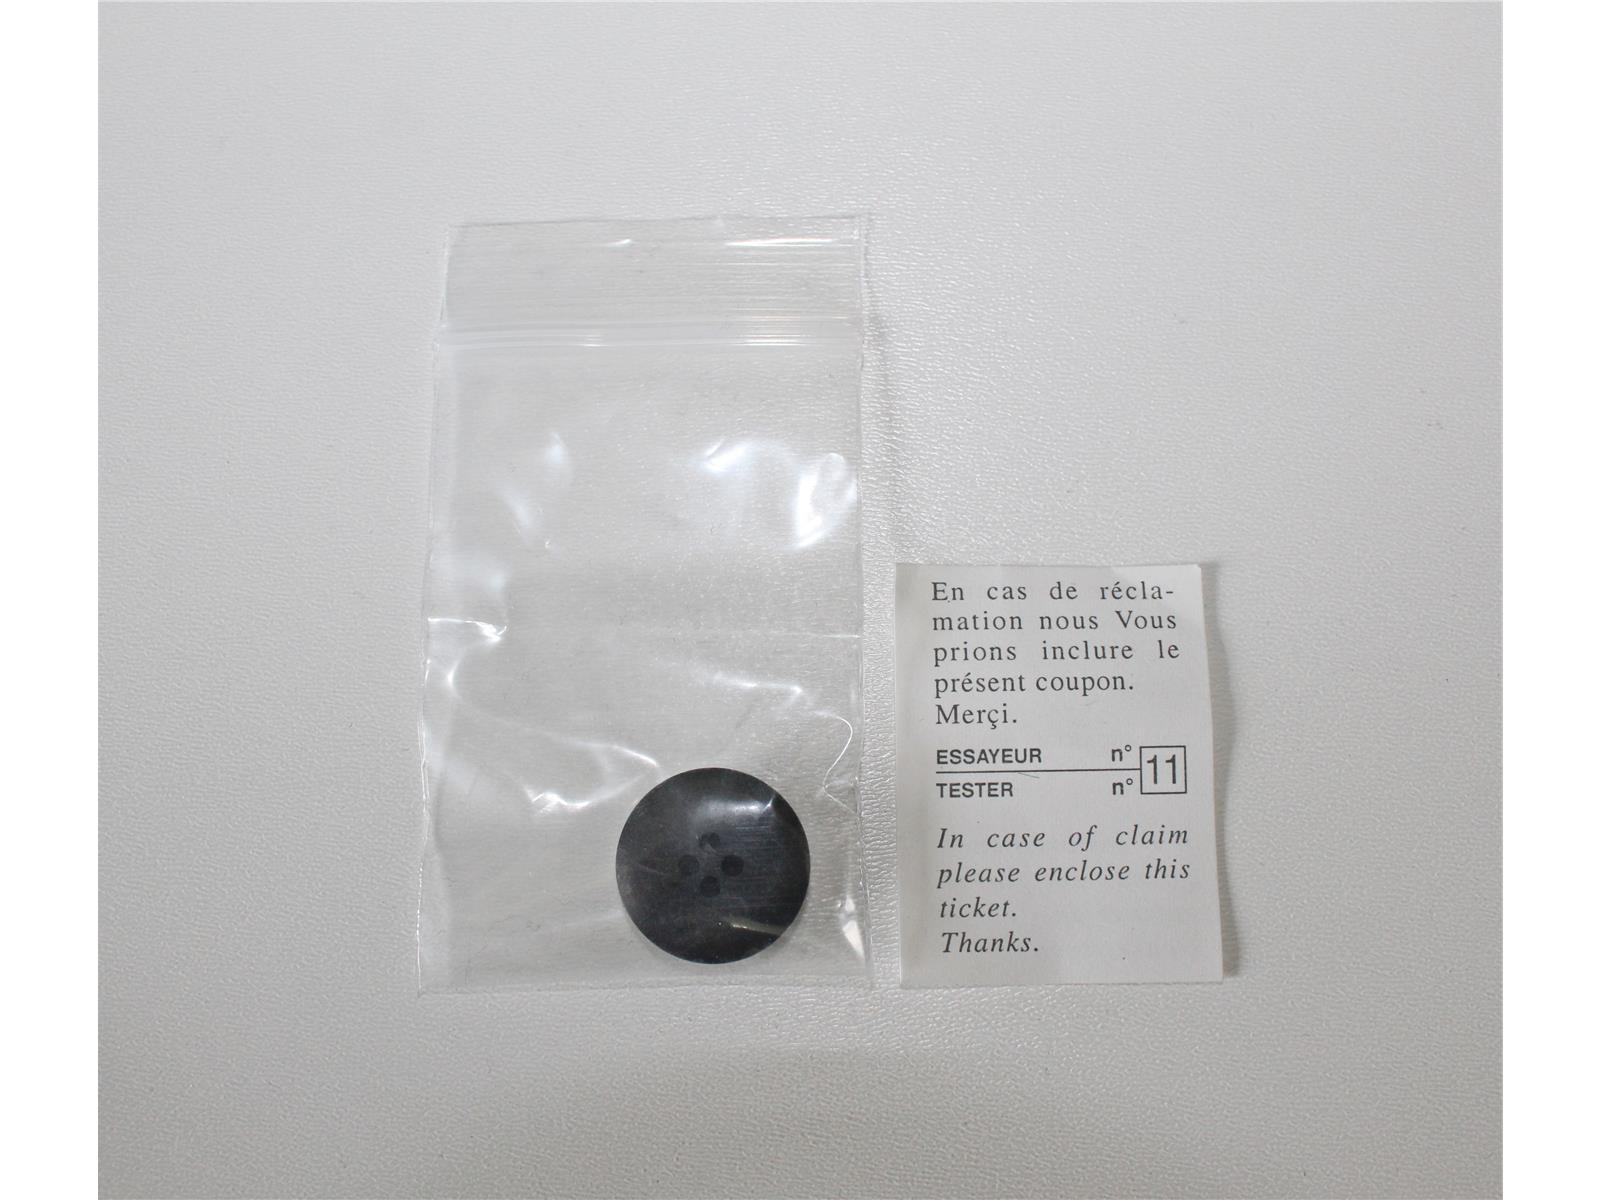 En cas de récla-
mation nous Vous
prions inclure le
présent coupon.
Merçi.
ESSAYEUR n° 11
TESTER n°
In case of claim
please enclose this
ticket.
Thanks.